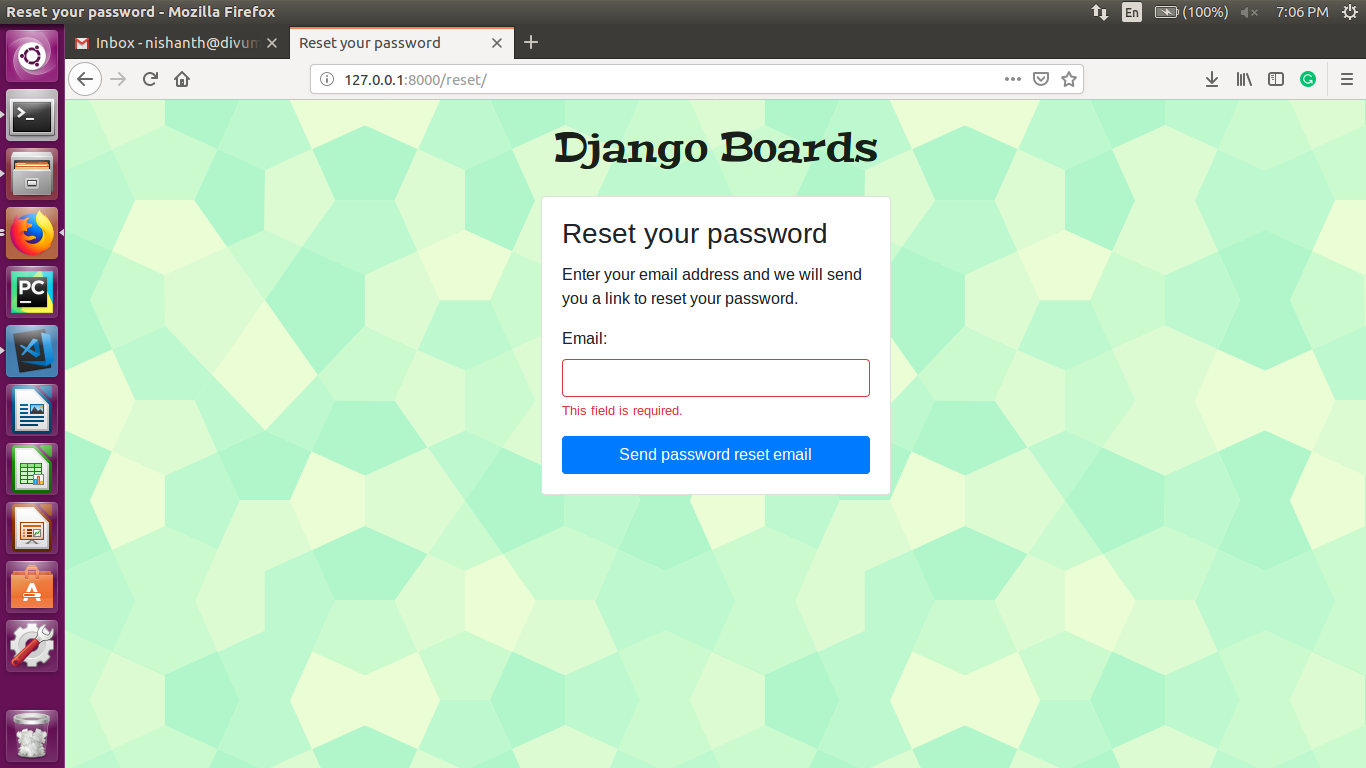 Reset your password - Mozilla Firefox
En
(100%)
7:06 PM
Inbox - nishanth@divum
Reset your password
127.0.0.1:8000/reset/
Django Boards
Reset your password
Enter your email address and we will send
you a link to reset your password.
Email:
This field is required.
Send password reset email
PC
A